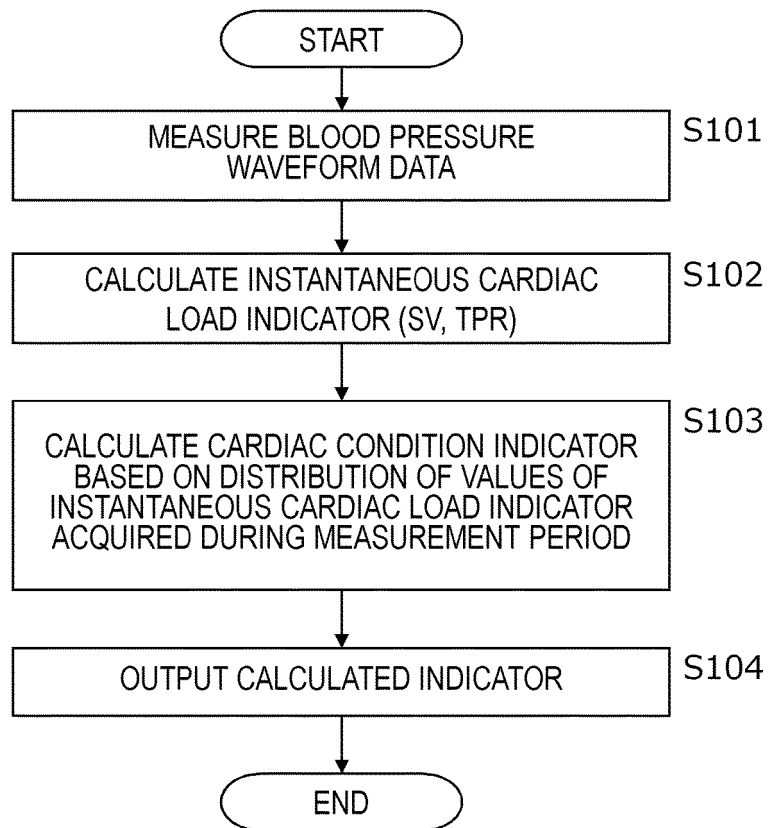 START
MEASURE BLOOD PRESSURE
WAVEFORM DATA
S101
CALCULATE INSTANTANEOUS CARDIAC
LOAD INDICATOR (SV, TPR)
S102
CALCULATE CARDIAC CONDITION INDICATOR
BASED ON DISTRIBUTION OF VALUES OF
INSTANTANEOUS CARDIAC LOAD INDICATOR
ACQUIRED DURING MEASUREMENT PERIOD
S103
OUTPUT CALCULATED INDICATOR
S104
END